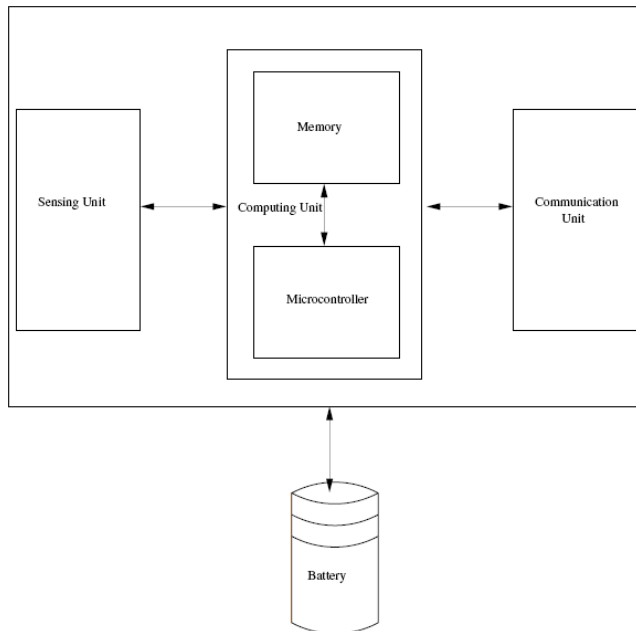 Memory
Sensing Unit
Computing Unit
Communication
Unit
Microcontroller
Battery